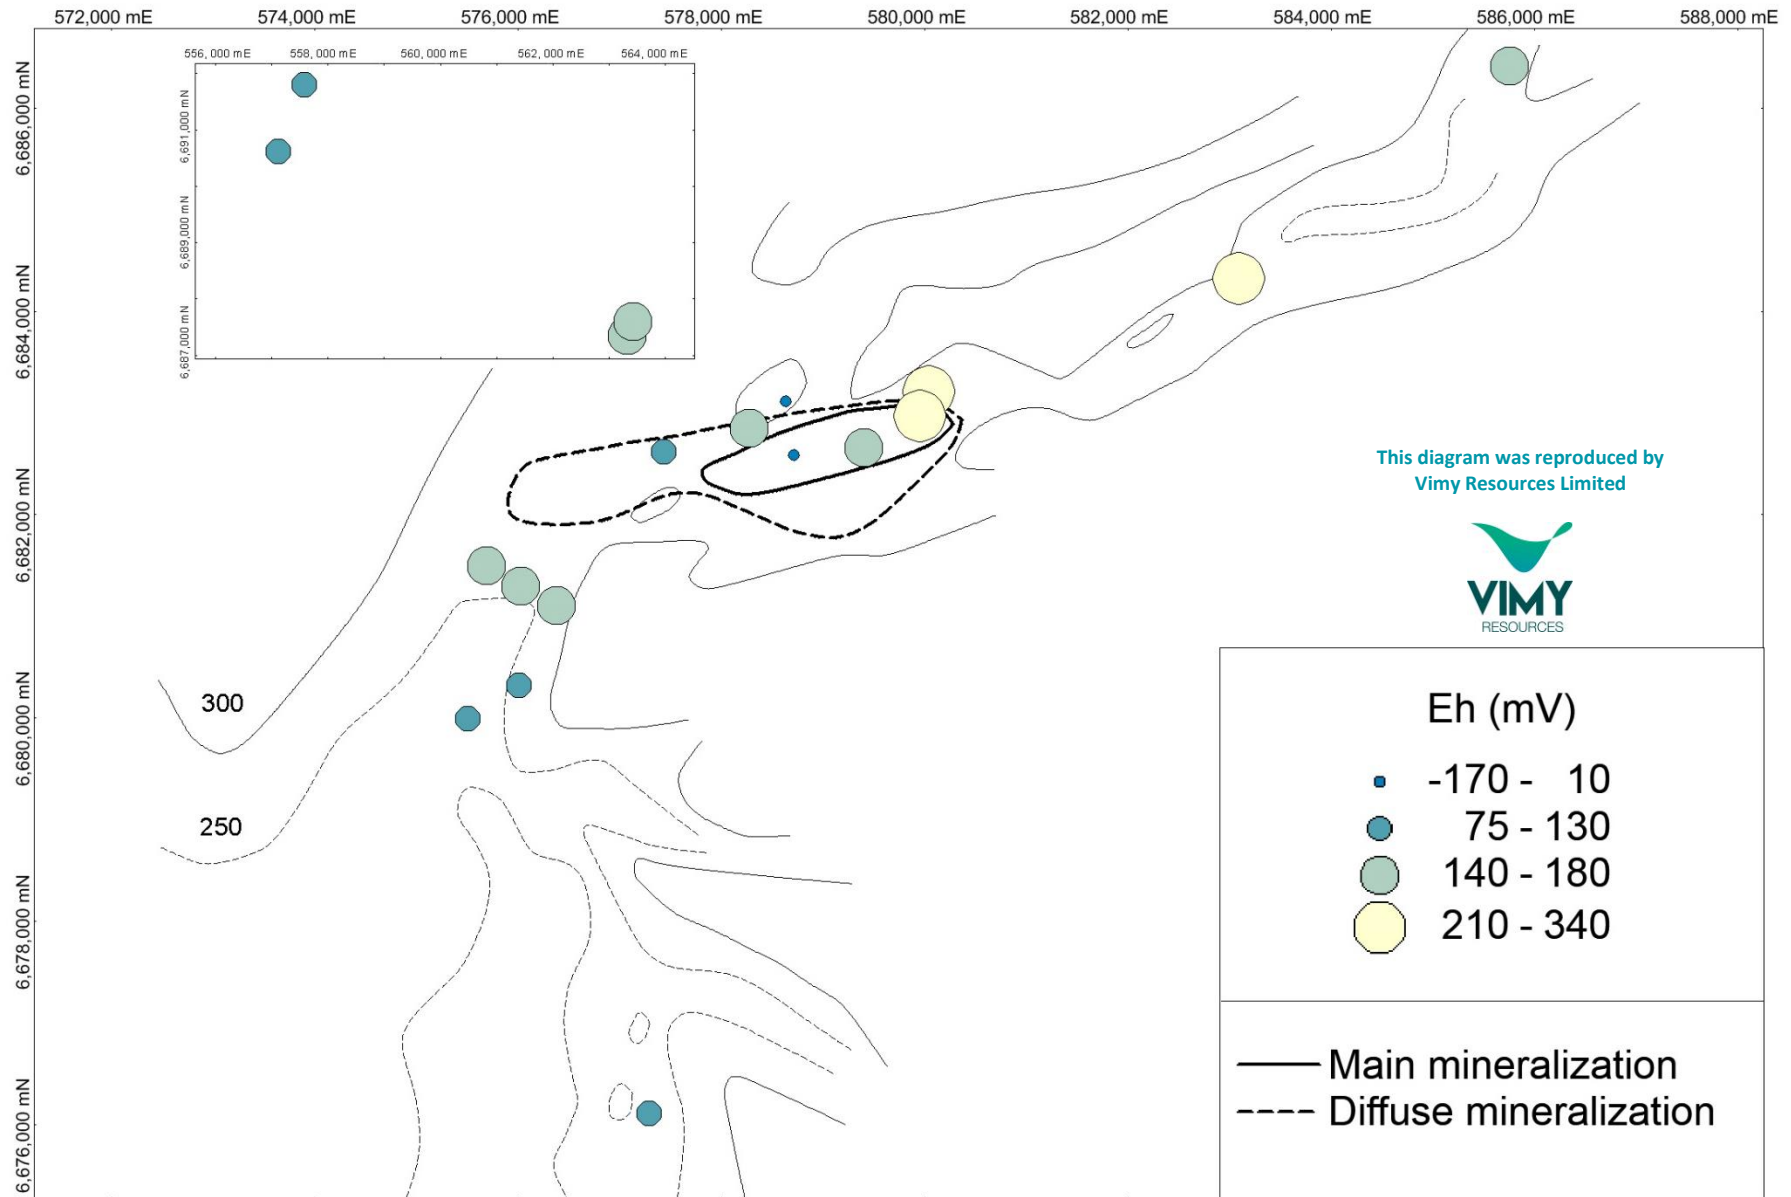 572,000 mE
574,000 mE
576,000 mE
578,000 mE
580,000 mE
582,000 mE
584,000 mE
586,000 mE
588,000 mE
556,000 mE
558,000 mE
560,000 mE
562,000 mE
564,000 mE
6,691,000 mN
6,689,000 mN
6,687,000 mN
6,686,000 mN
6,684,000 mN
6,682,000 mN
6,680,000 mN
6,678,000 mN
6,676,000 mN
300
250
This diagram was reproduced by
Vimy Resources Limited
VIMY
RESOURCES
Eh (mV)
-170 - 10
75 - 130
140 - 180
210 - 340
Main mineralization
Diffuse mineralization